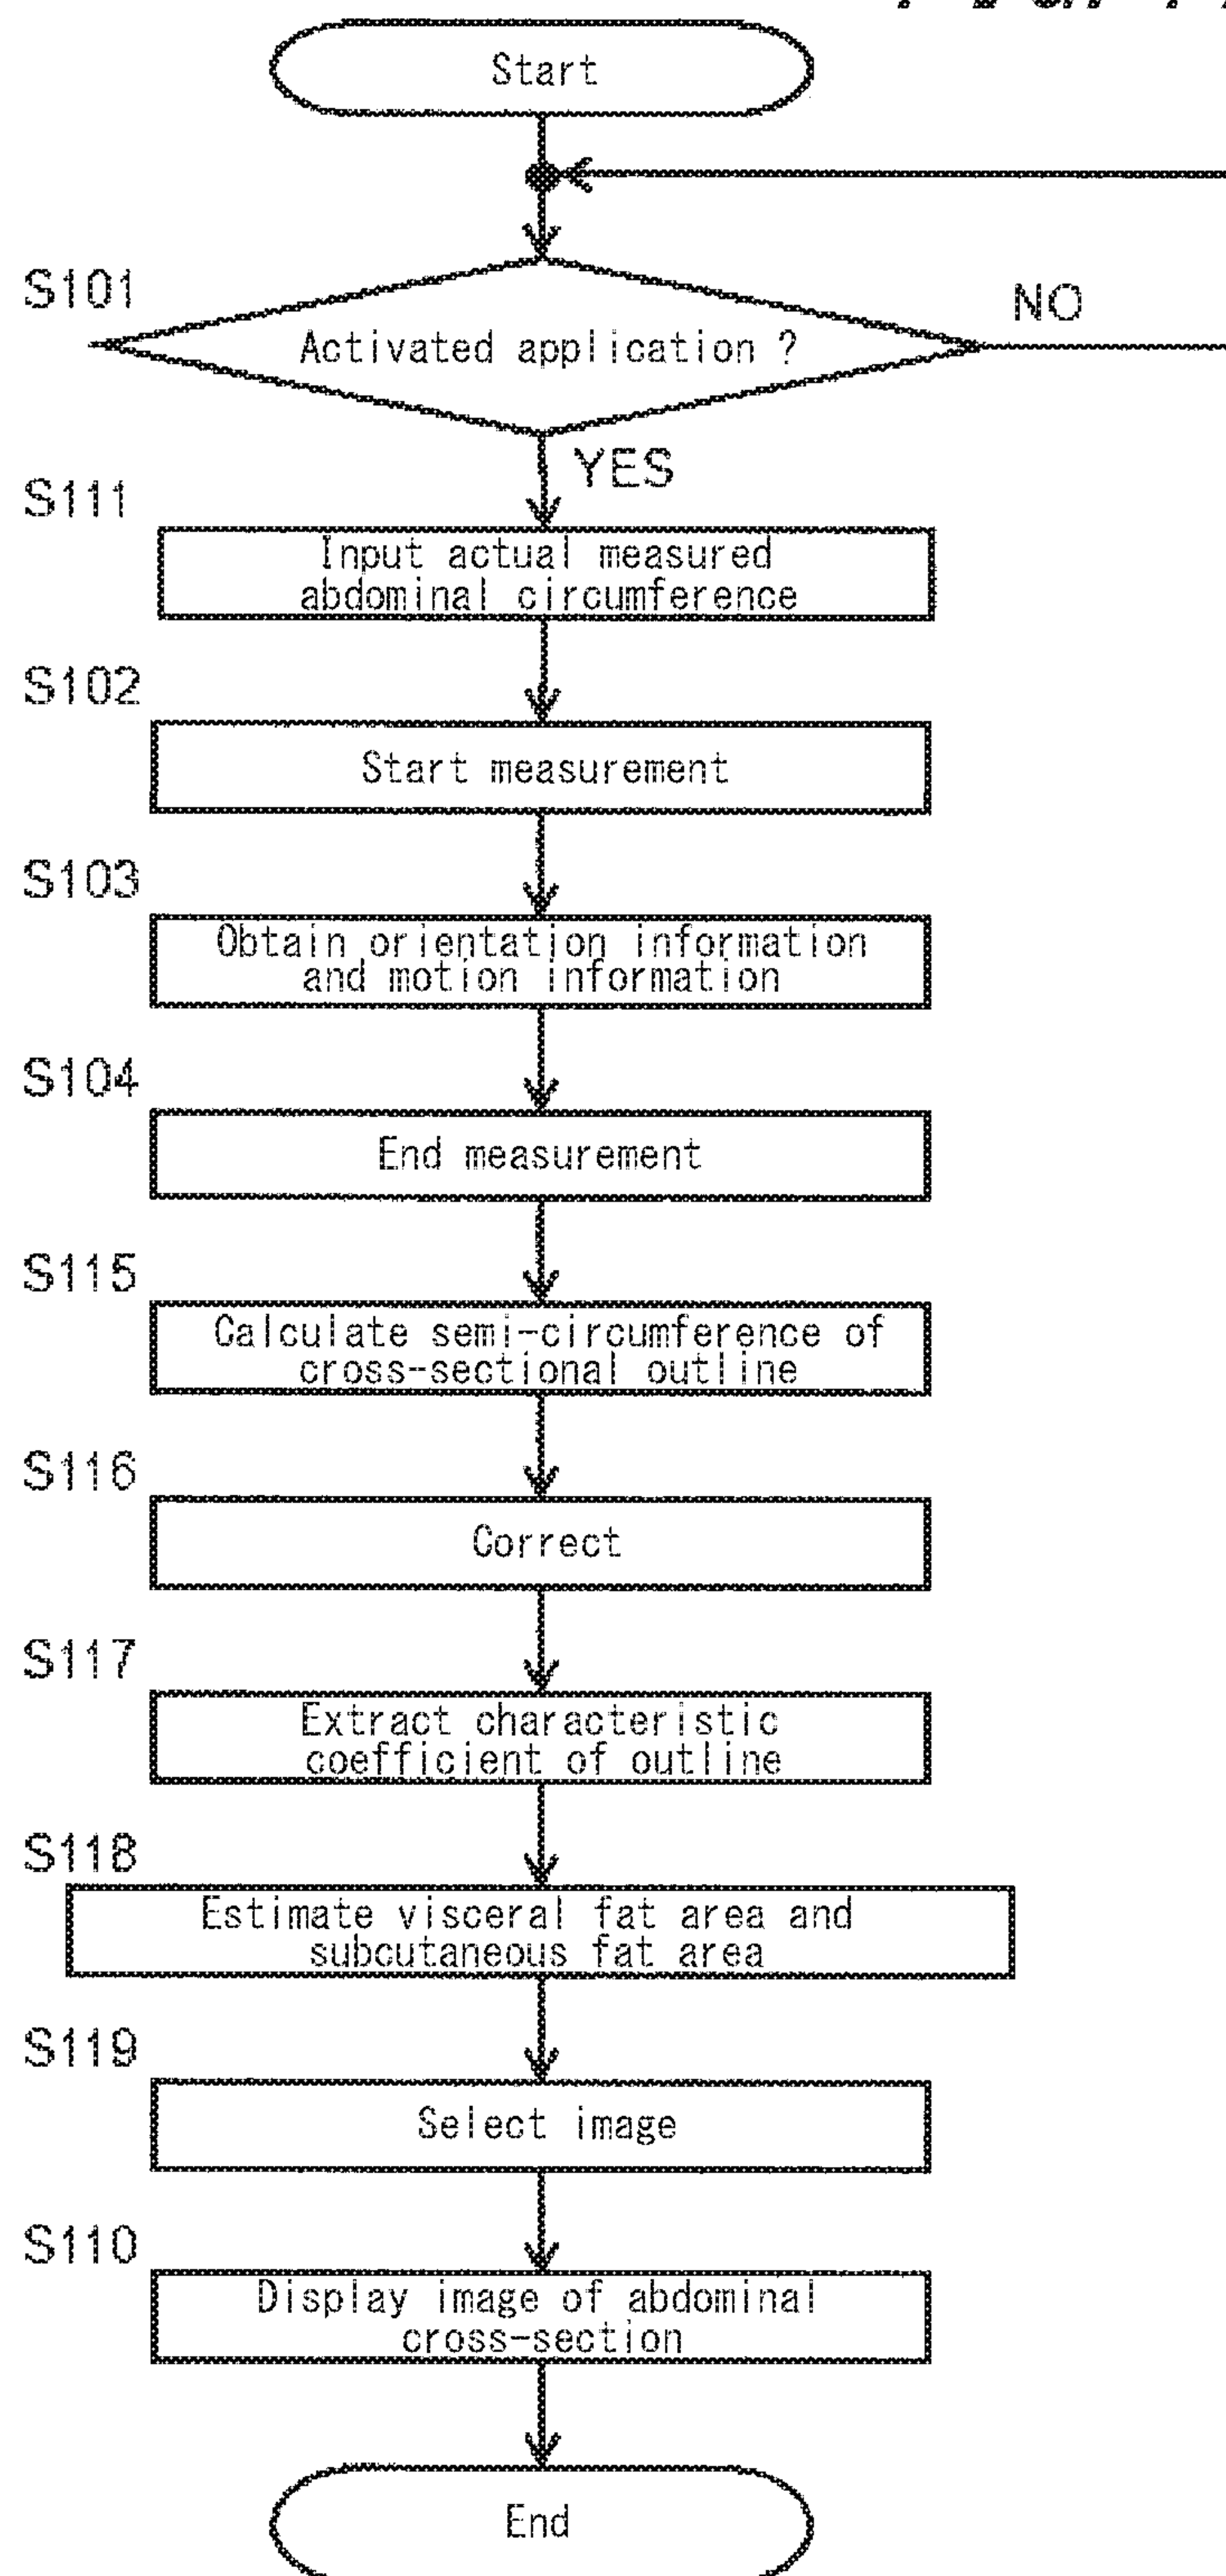 Start
S101
Activated application ?
NO
YES
S111
Input actual measured
abdominal circumference
S102
Start measurement
S103
Obtain orientation information
and motion information
S104
End measurement
S115
Calculate semi-circumference of
cross-sectional outline
S116
Correct
S117
Extract characteristic
coefficient of outline
S118
Estimate visceral fat area and
subcutaneous fat area
S119
Select image
S110
Display image of abdominal
cross-section
End